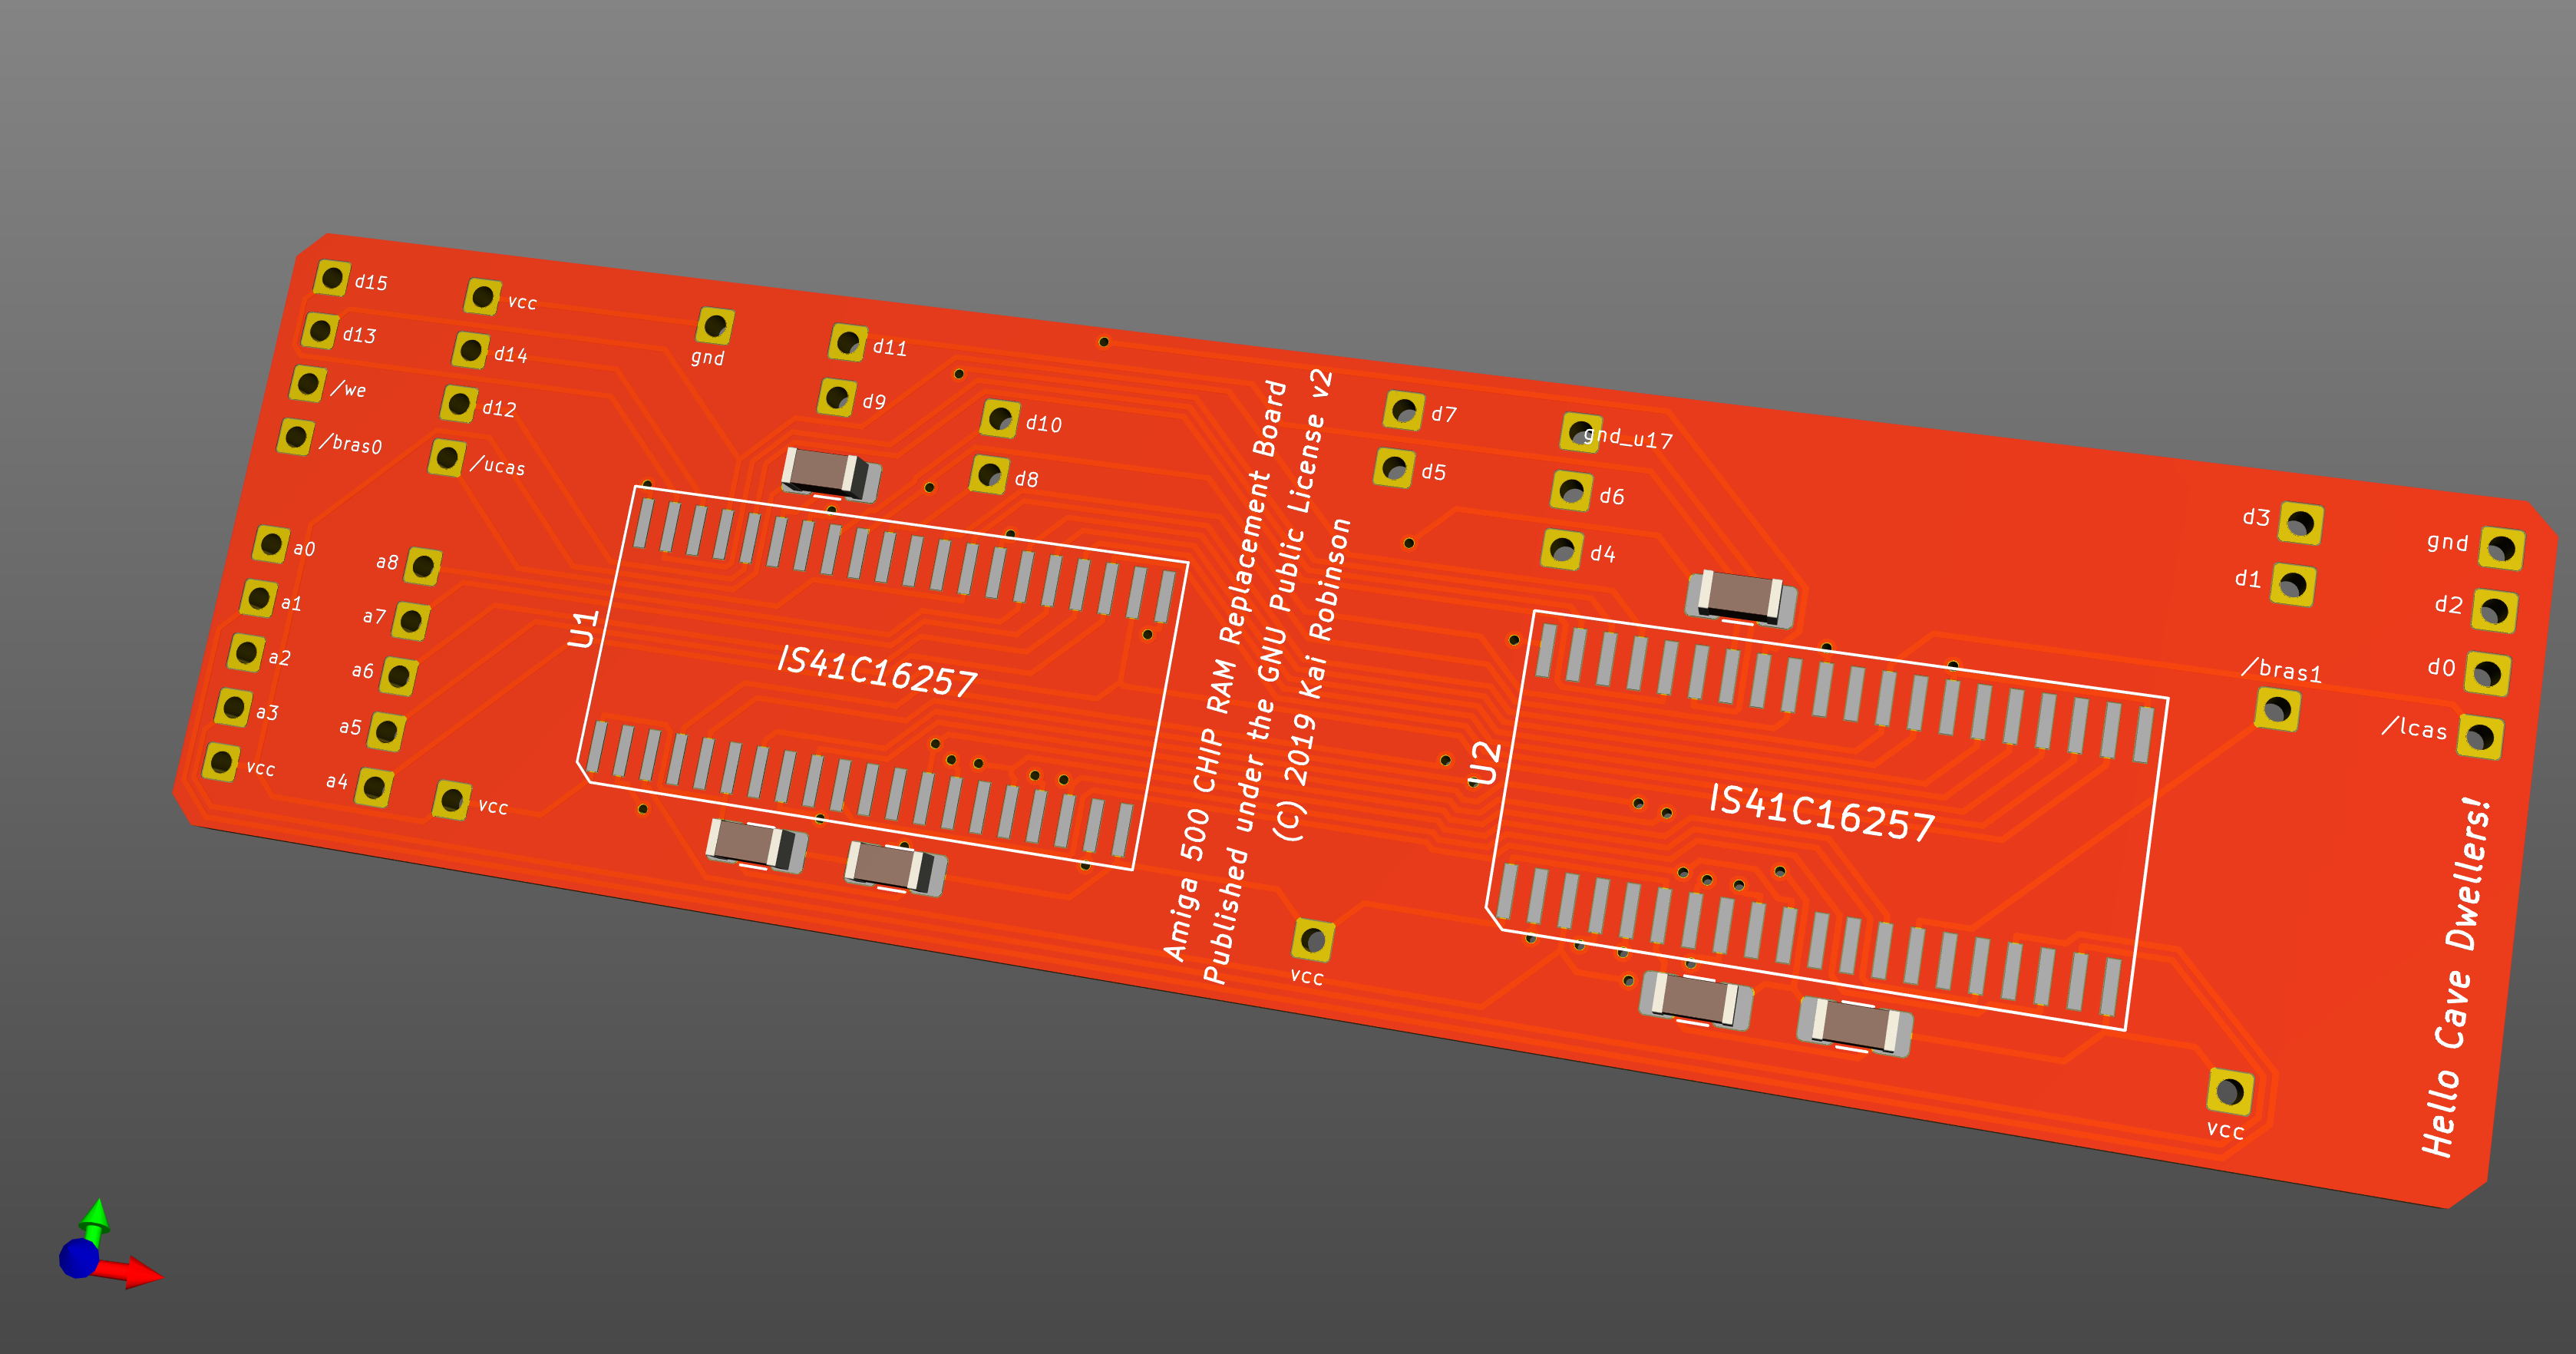 d15
vcc
d13
d14
gnd
d11
/we
d12
d9
d10
/bras0
/ucas
d8
a0
a8
a1
a7
a2
a6
a3
a5
vcc
a4
vcc
U1
IS41C16257
Amiga 500 CHIP RAM Replacement Board
Published under the GNU Public License v2
(C) 2019 Kai Robinson
vcc
d7
gnd_u17
d5
d6
d4
U2
IS41C16257
d3
gnd
d1
d2
/bras1
d0
/lcas
vcc
Hello Cave Dwellers!